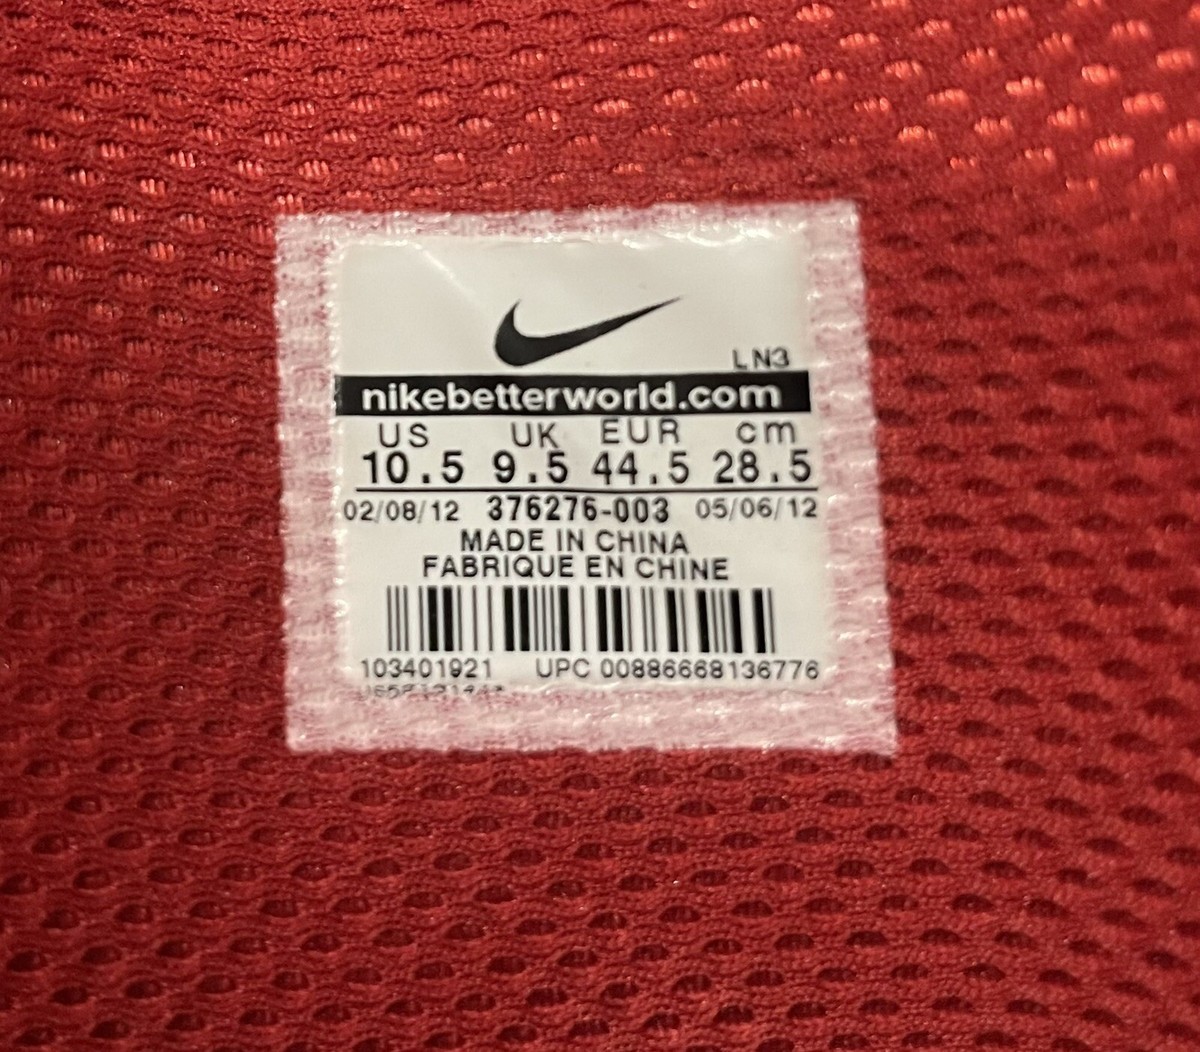 LN3
nikebetterworld.com
US UK EUR cm
10.5 9.5 44.5 28.5
02/08/12 376276-003 05/06/12
MADE IN CHINA
FABRIQUE EN CHINE
103401921 UPC 00886668136776